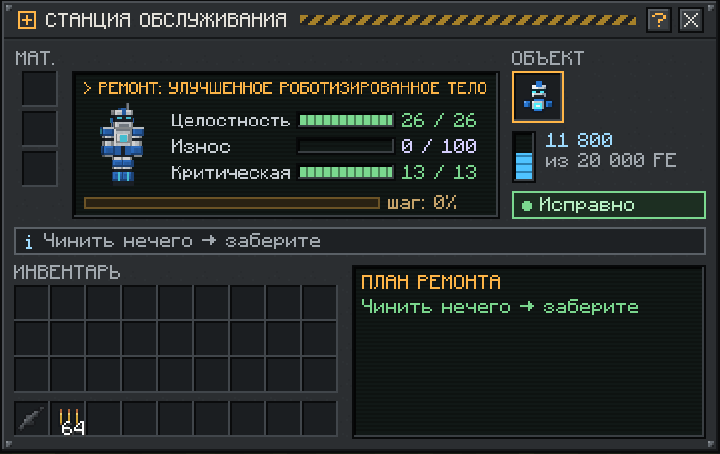 СТАНЦИЯ ОБСЛУЖИВАНИЯ
?
МАТ.
ОБЪЕКТ
> РЕМОНТ: УЛУЧШЕННОЕ РОБОТИЗИРОВАННОЕ ТЕЛО
Целостность 26 / 26
Износ 0 / 100
Критическая 13 / 13
шаг: 0%
11 800
из 20 000 FE
Исправно
i Чинить нечего → заберите
ИНВЕНТАРЬ
64
ПЛАН РЕМОНТА
Чинить нечего → заберите